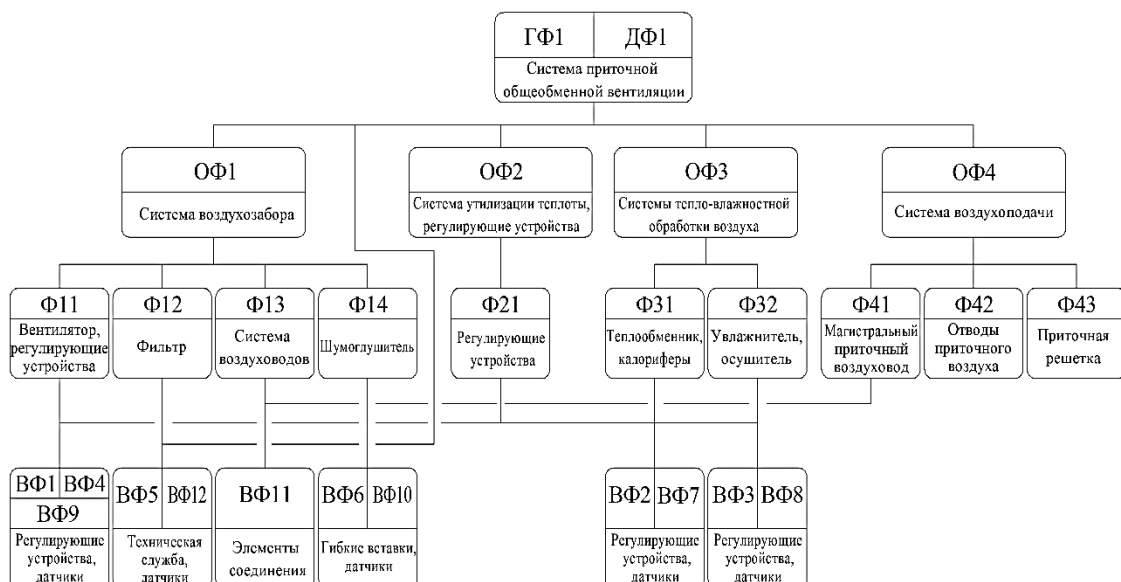 ГФ1 ДФ1
Система приточной
общеобменной вентиляции
ОФ1
Система воздухозабора
ОФ2
Система утилизации теплоты,
регулирующие устройства
ОФ3
Системы тепло-влажностной
обработки воздуха
ОФ4
Система воздухоподачи
Ф11
Вентилятор,
регулирующие
устройства
Ф12
Фильтр
Ф13
Система
воздуховодов
Ф14
Шумоглушитель
Ф21
Регулирующие
устройства
Ф31
Теплообменник,
калориферы
Ф32
Увлажнитель,
осушитель
Ф41
Магистральный
приточный
воздуховод
Ф42
Отводы
приточного
воздуха
Ф43
Приточная
решетка
ВФ1 ВФ4
ВФ9
Регулирующие
устройства,
датчики
ВФ5 ВФ12
Техническая
служба,
датчики
ВФ11
Элементы
соединения
ВФ6 ВФ10
Гибкие вставки,
датчики
ВФ2 ВФ7
Регулирующие
устройства,
датчики
ВФ3 ВФ8
Регулирующие
устройства,
датчики